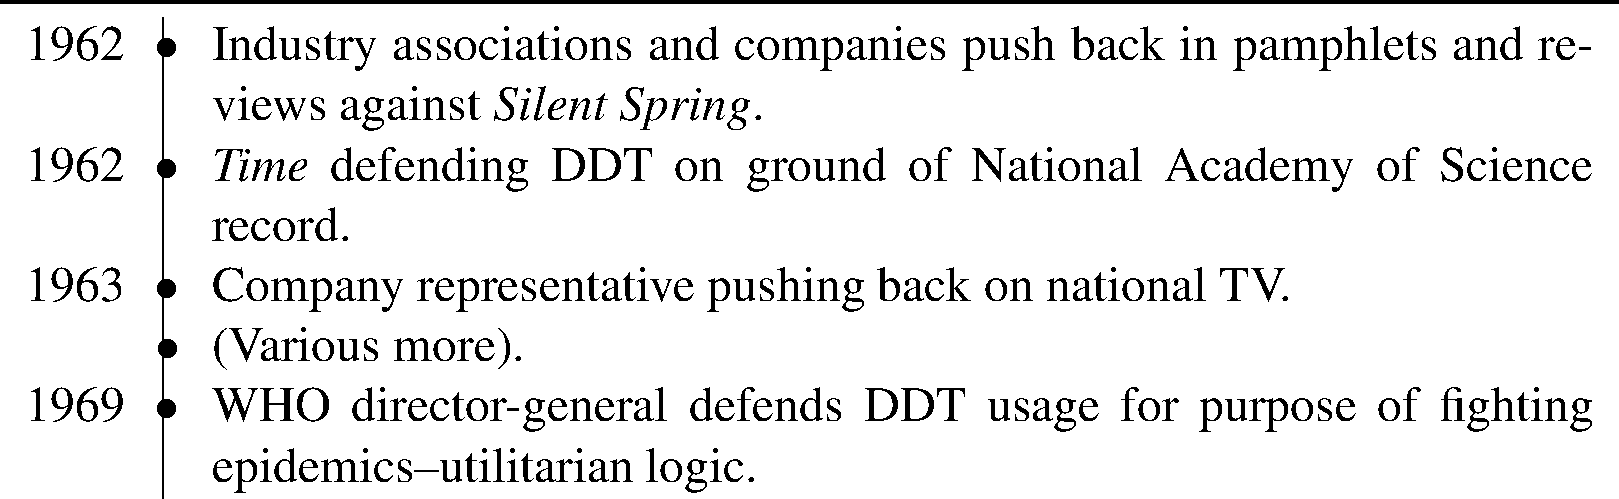 1962 Industry associations and companies push back in pamphlets and re-
views against Silent Spring.
1962 Time defending DDT on ground of National Academy of Science
record.
1963 Company representative pushing back on national TV.
(Various more).
1969 WHO director-general defends DDT usage for purpose of fighting
epidemics–utilitarian logic.